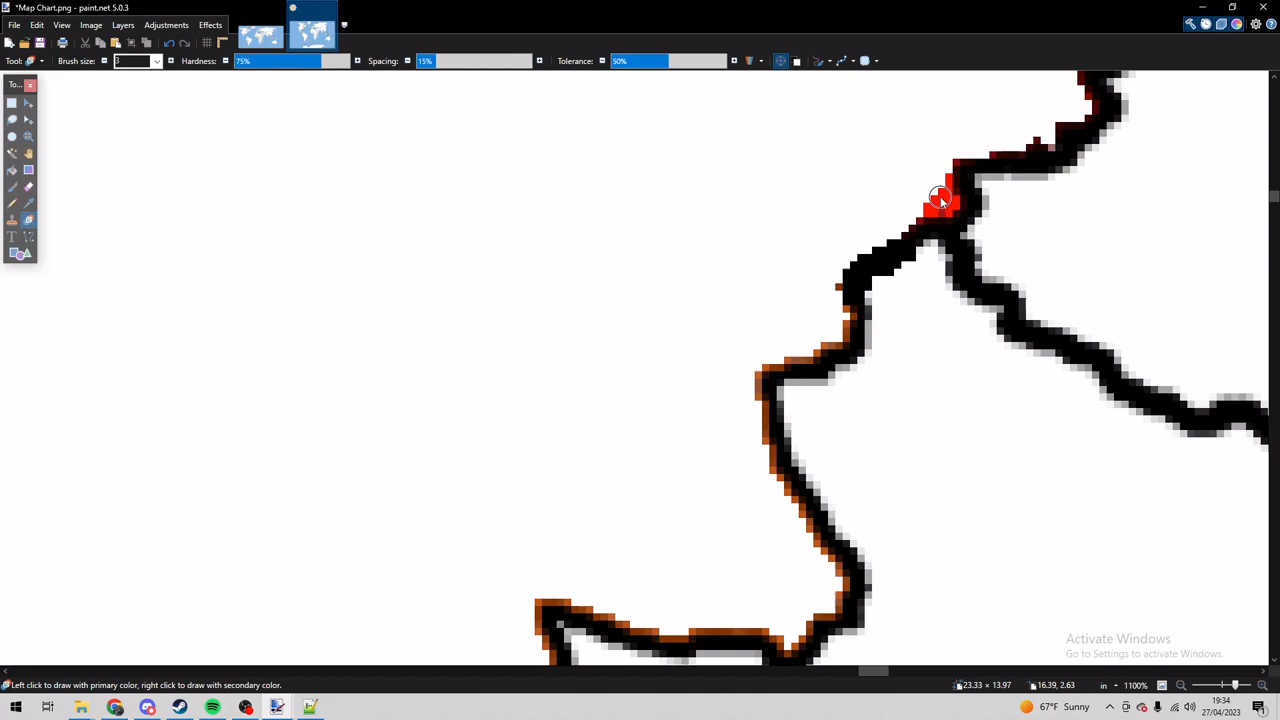 *Map Chart.png - paint.net 5.0.3
File Edit View Image Layers Adjustments Effects
Tool: Brush size: 3 Hardness: 75% Spacing: 15% Tolerance: 50%
To...
Activate Windows
Go to Settings to activate Windows.
Left click to draw with primary color, right click to draw with secondary color. 23.33 × 13.97 16.39, 2.63 in 1100%
67°F Sunny 19:34
27/04/2023